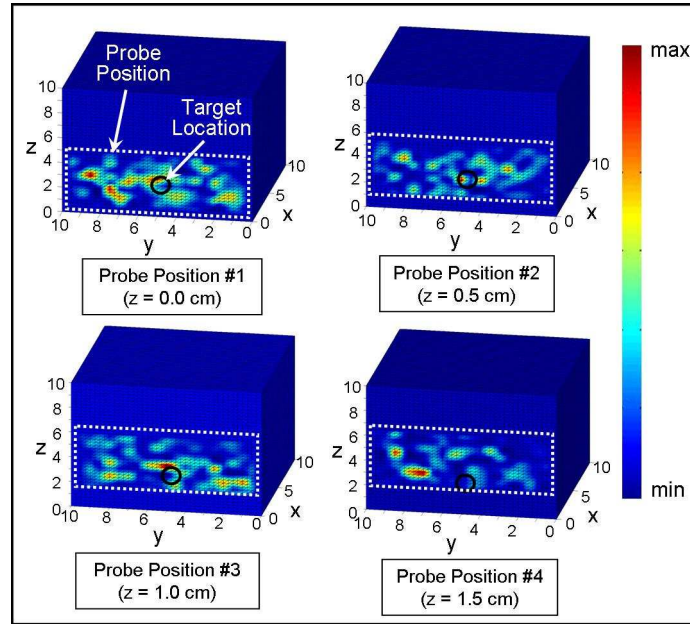 Probe
Position
Target
Location
10
8
6
4
2
0
z
10
8
6
4
2
0
y
0
5
10
x
Probe Position #1
(z = 0.0 cm)
10
8
6
4
2
0
z
10
8
6
4
2
0
y
0
5
10
x
Probe Position #2
(z = 0.5 cm)
10
8
6
4
2
0
z
10
8
6
4
2
0
y
0
5
10
x
Probe Position #3
(z = 1.0 cm)
10
8
6
4
2
0
z
10
8
6
4
2
0
y
0
5
10
x
Probe Position #4
(z = 1.5 cm)
max
min